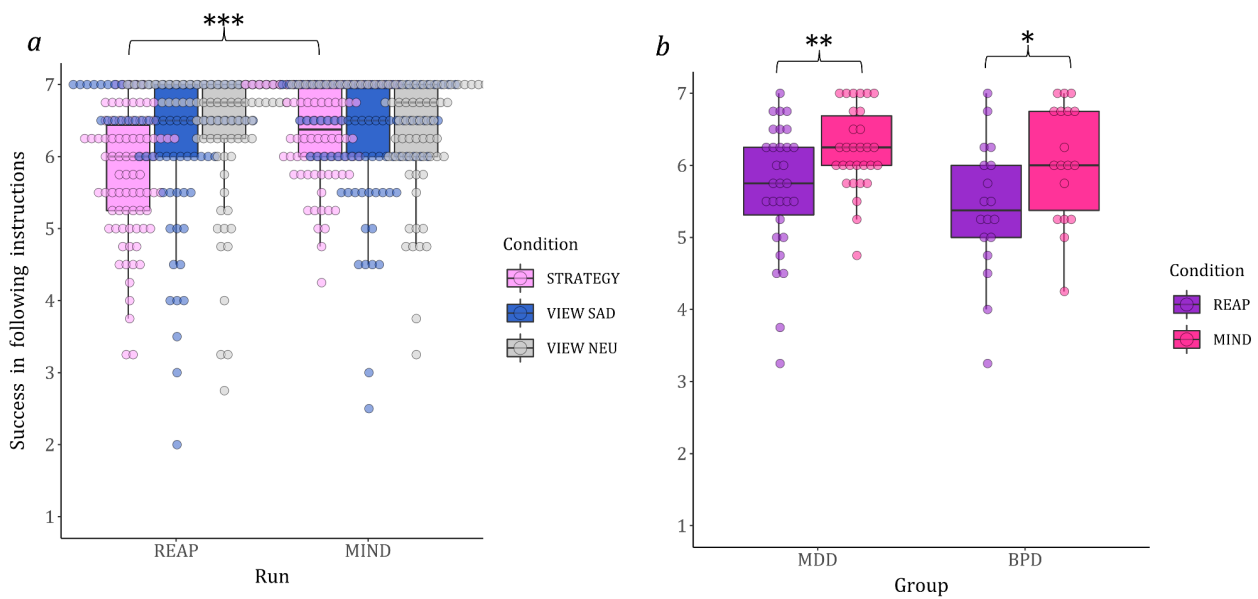 a
***
Success in following instructions
7
6
5
4
3
2
1
REAP
MIND
Run
Condition
STRATEGY
VIEW SAD
VIEW NEU
b
**
*
7
6
5
4
3
2
1
MDD
BPD
Group
Condition
REAP
MIND